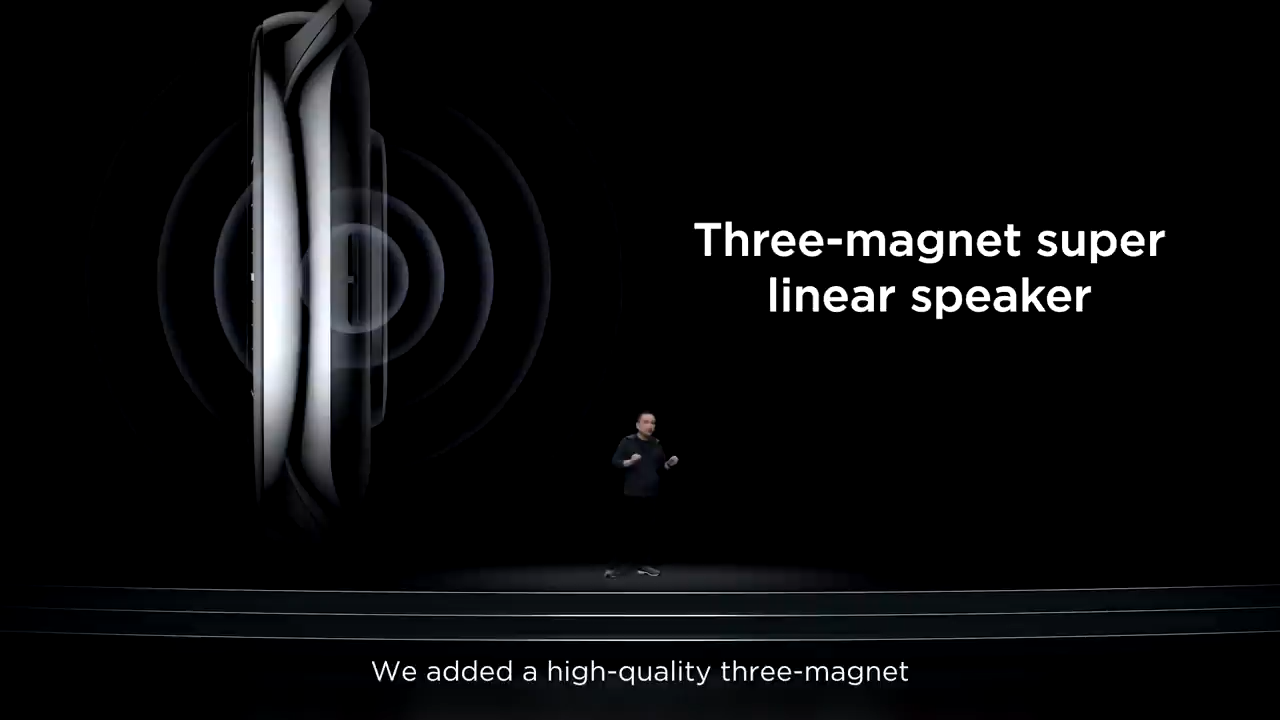 Three-magnet super
linear speaker
We added a high-quality three-magnet